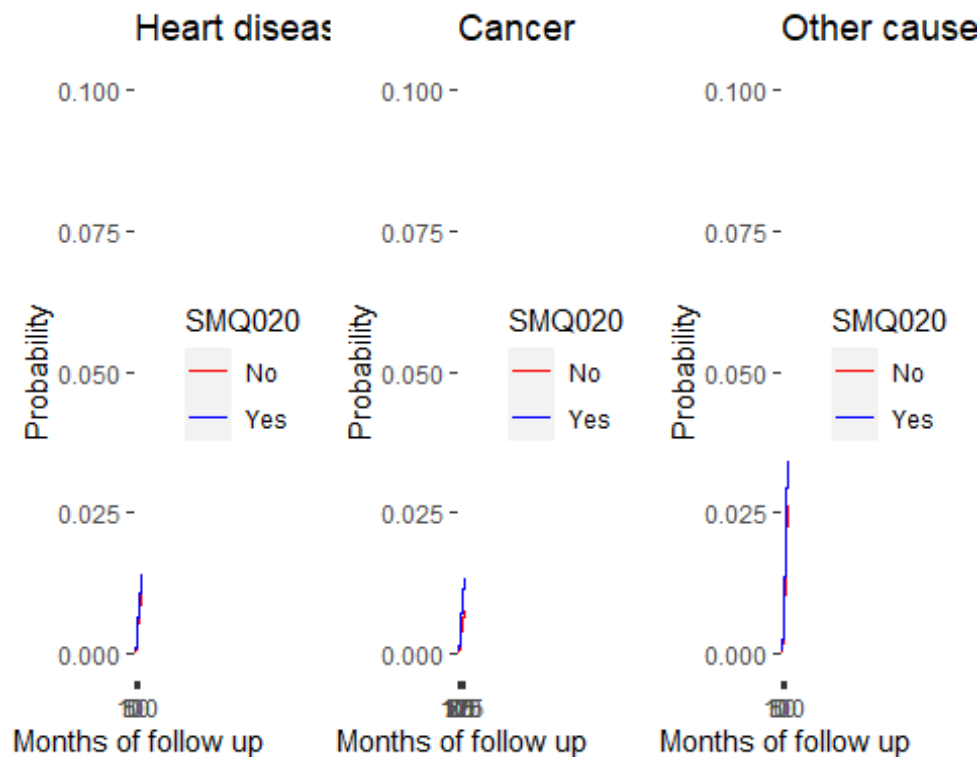 Heart diseas
0.100
0.075
0.050
0.025
0.000
Probability
SMQ020
No
Yes
Months of follow up
Cancer
0.100
0.075
0.050
0.025
0.000
Probability
SMQ020
No
Yes
Months of follow up
Other cause
0.100
0.075
0.050
0.025
0.000
Probability
SMQ020
No
Yes
Months of follow up